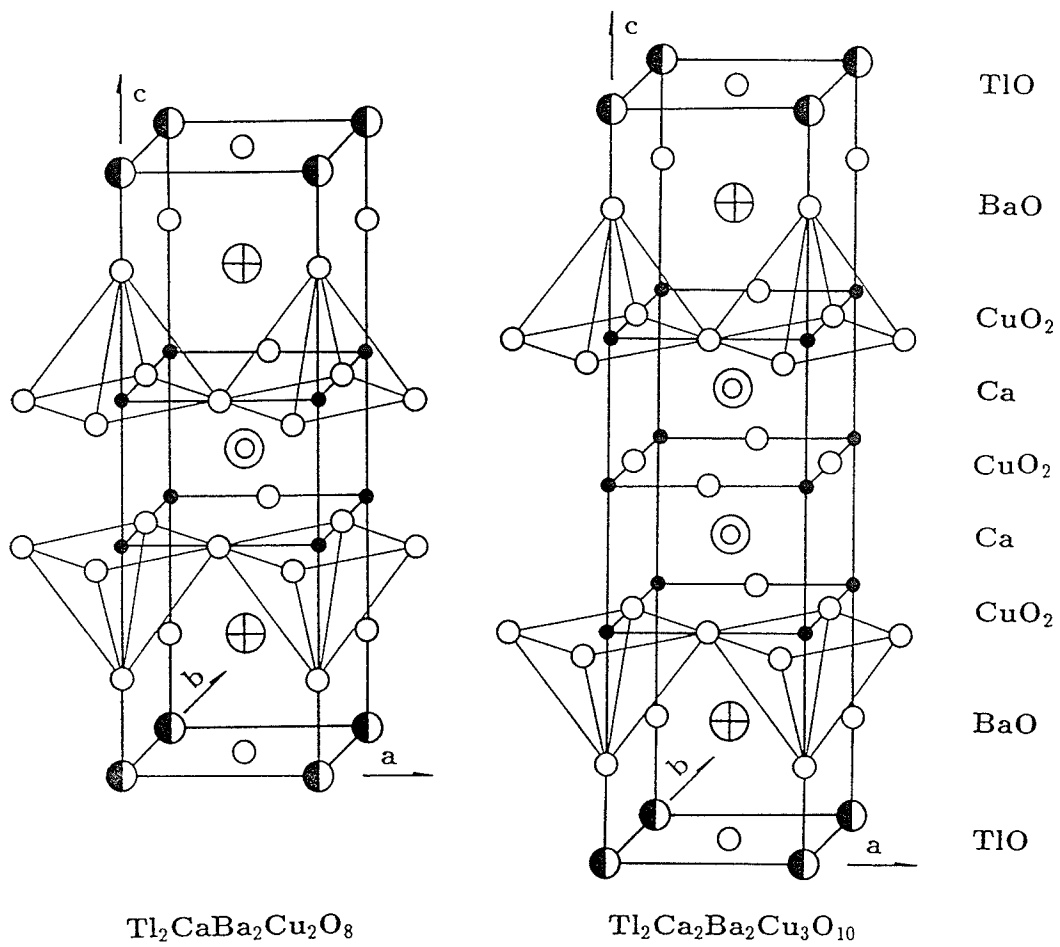 c
c
TlO
BaO
CuO₂
Ca
CuO₂
Ca
CuO₂
b
a
BaO
b
a
TlO
Tl₂CaBa₂Cu₂O₈
Tl₂Ca₂Ba₂Cu₃O₁₀